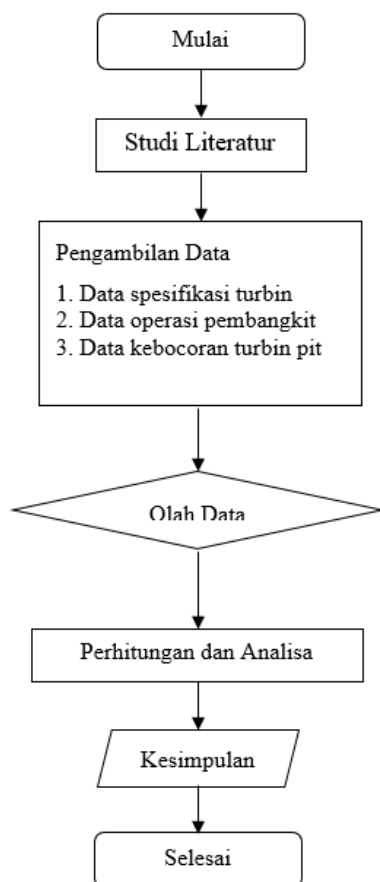 Mulai
Studi Literatur
Pengambilan Data
1. Data spesifikasi turbin
2. Data operasi pembangkit
3. Data kebocoran turbin pit
Olah Data
Perhitungan dan Analisa
Kesimpulan
Selesai